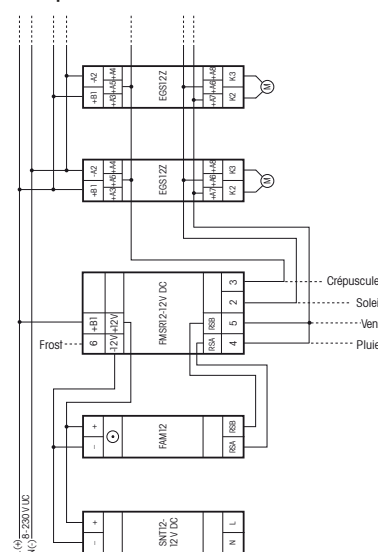 -A2
+B1
+A3+A5+A4
EGS12Z
+A7+A6+A8
K3
K2
M
-A2
+B1
+A3+A5+A4
EGS12Z
+A7+A6+A8
K3
K2
M
+B1
6
-12V +12V
FMSR12-12V DC
RSB
RSA
3
2
5
4
Crépuscule
Solei
Ven
Pluie
Frost
+
-
FAM12
RSB
RSA
+
-
SNT12-
12 V DC
L
N
(+)
8-230 V UC
N(-)